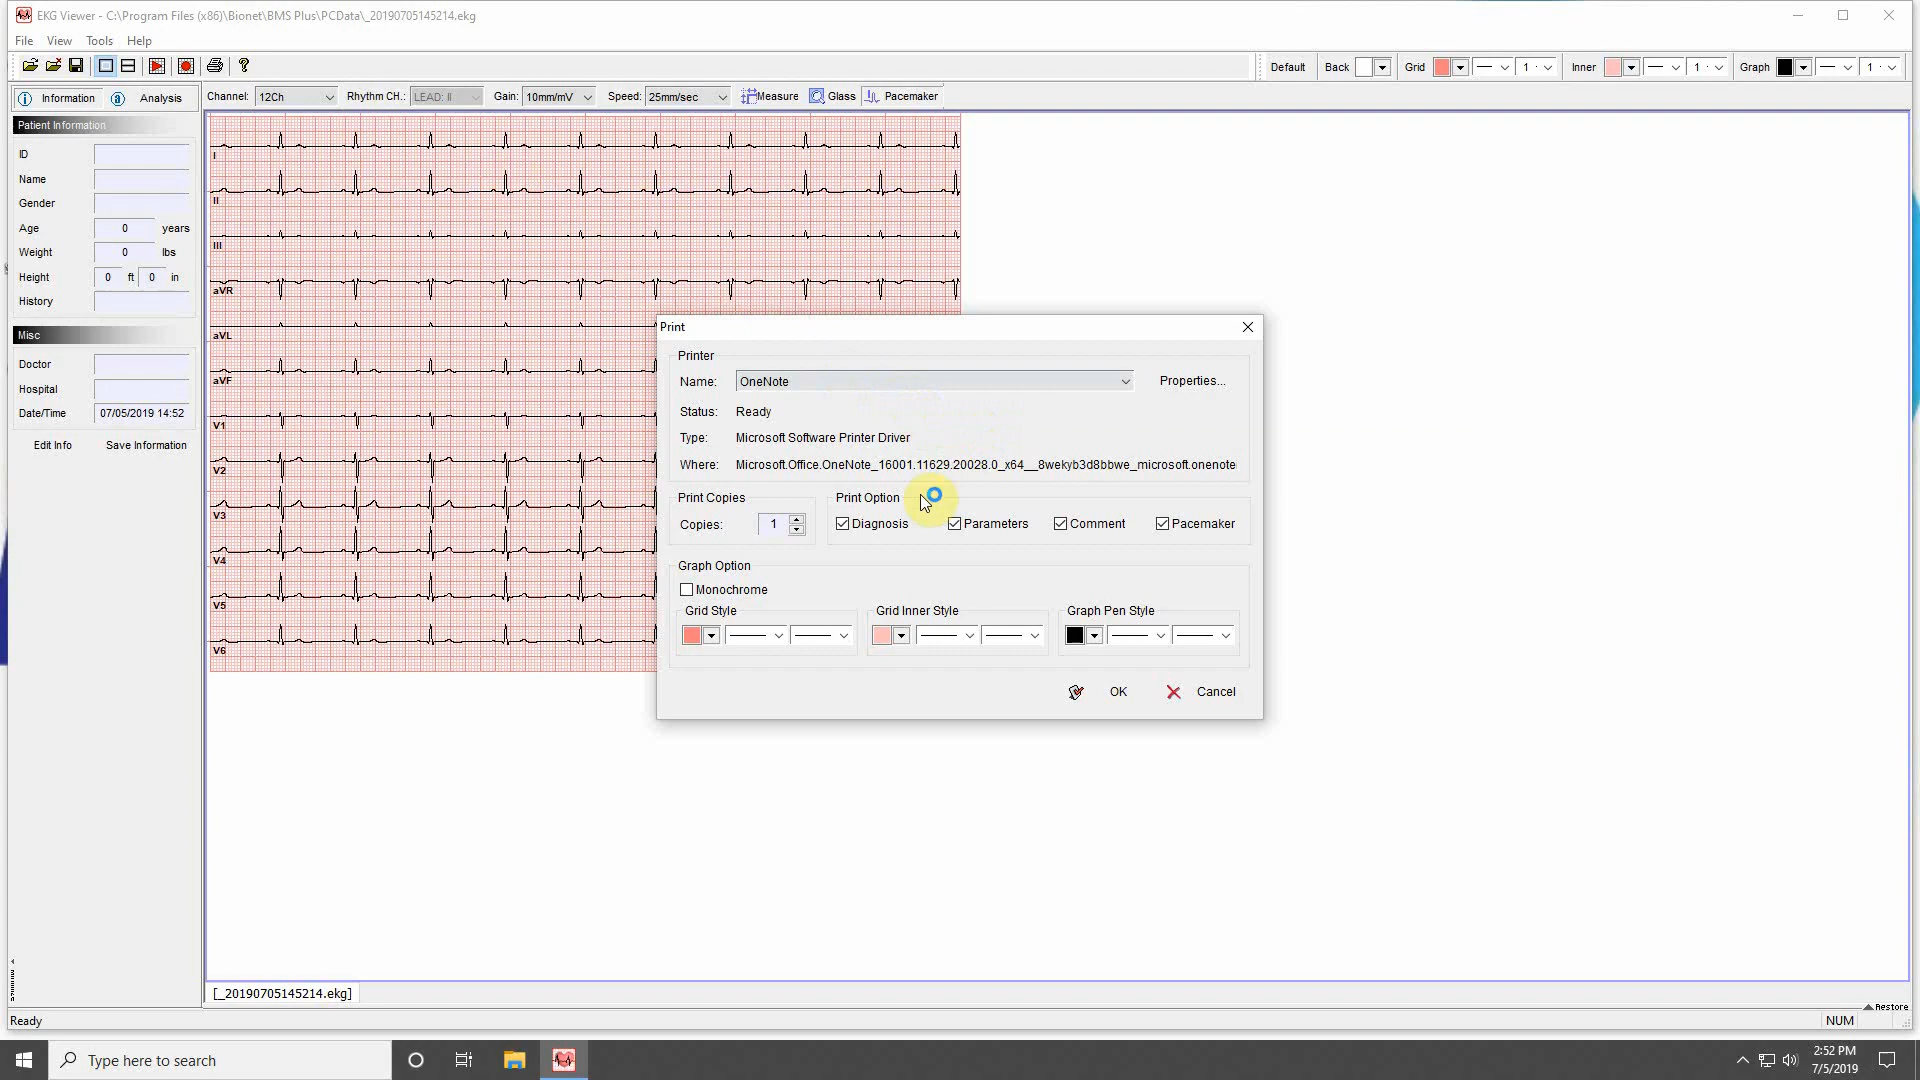 EKG Viewer - C:\Program Files (x86)\Bionet\BMS Plus\PCData\_20190705145214.ekg
File View Tools Help
Default Back Grid 1 Inner 1 Graph 1
Information Analysis
Channel: 12Ch Rhythm CH.: LEAD: II Gain: 10mm/mV Speed: 25mm/sec Measure Glass Pacemaker
Patient Information
ID
Name
Gender
Age 0 years
Weight 0 lbs
Height 0 ft 0 in
History
Misc
Doctor
Hospital
Date/Time 07/05/2019 14:52
Edit Info Save Information
I
II
III
aVR
aVL
aVF
V1
V2
V3
V4
V5
V6
Print
Printer
Name: OneNote Properties...
Status: Ready
Type: Microsoft Software Printer Driver
Where: Microsoft.Office.OneNote_16001.11629.20028.0_x64__8wekyb3d8bbwe_microsoft.onenote
Print Copies Print Option
Copies: 1 Diagnosis Parameters Comment Pacemaker
Graph Option
Monochrome
Grid Style Grid Inner Style Graph Pen Style
OK Cancel
[_20190705145214.ekg]
Restore
Ready NUM
Type here to search
2:52 PM
7/5/2019